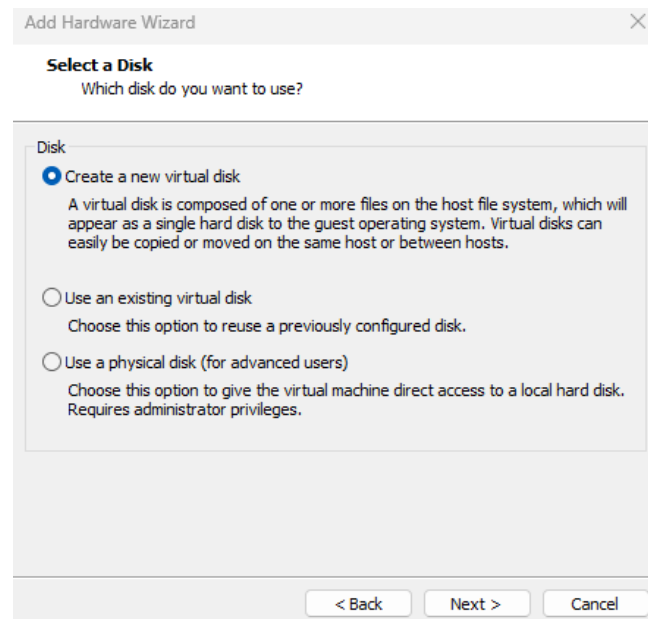 Add Hardware Wizard
Select a Disk
Which disk do you want to use?
Disk
Create a new virtual disk
A virtual disk is composed of one or more files on the host file system, which will
appear as a single hard disk to the guest operating system. Virtual disks can
easily be copied or moved on the same host or between hosts.
Use an existing virtual disk
Choose this option to reuse a previously configured disk.
Use a physical disk (for advanced users)
Choose this option to give the virtual machine direct access to a local hard disk.
Requires administrator privileges.
< Back Next > Cancel